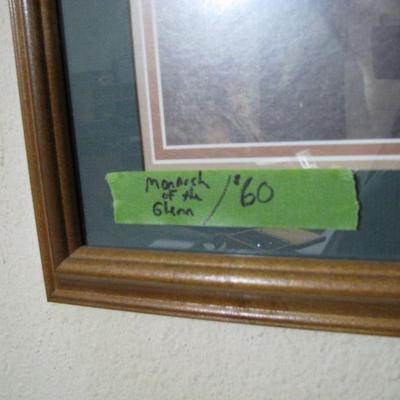 Monarch
of the
Glenn / $60